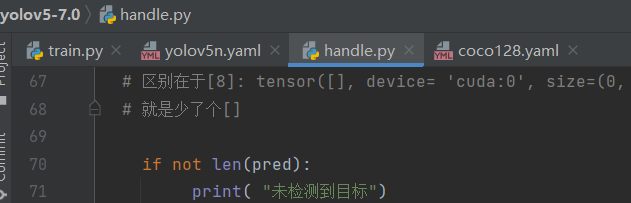 yolov5-7.0 handle.py
train.py yolov5n.yaml handle.py coco128.yaml
Project
67 # 区别在于[8]: tensor([], device= 'cuda:0', size=(0,
68 # 就是少了个[]
69
70 if not len(pred):
71 print( "未检测到目标")